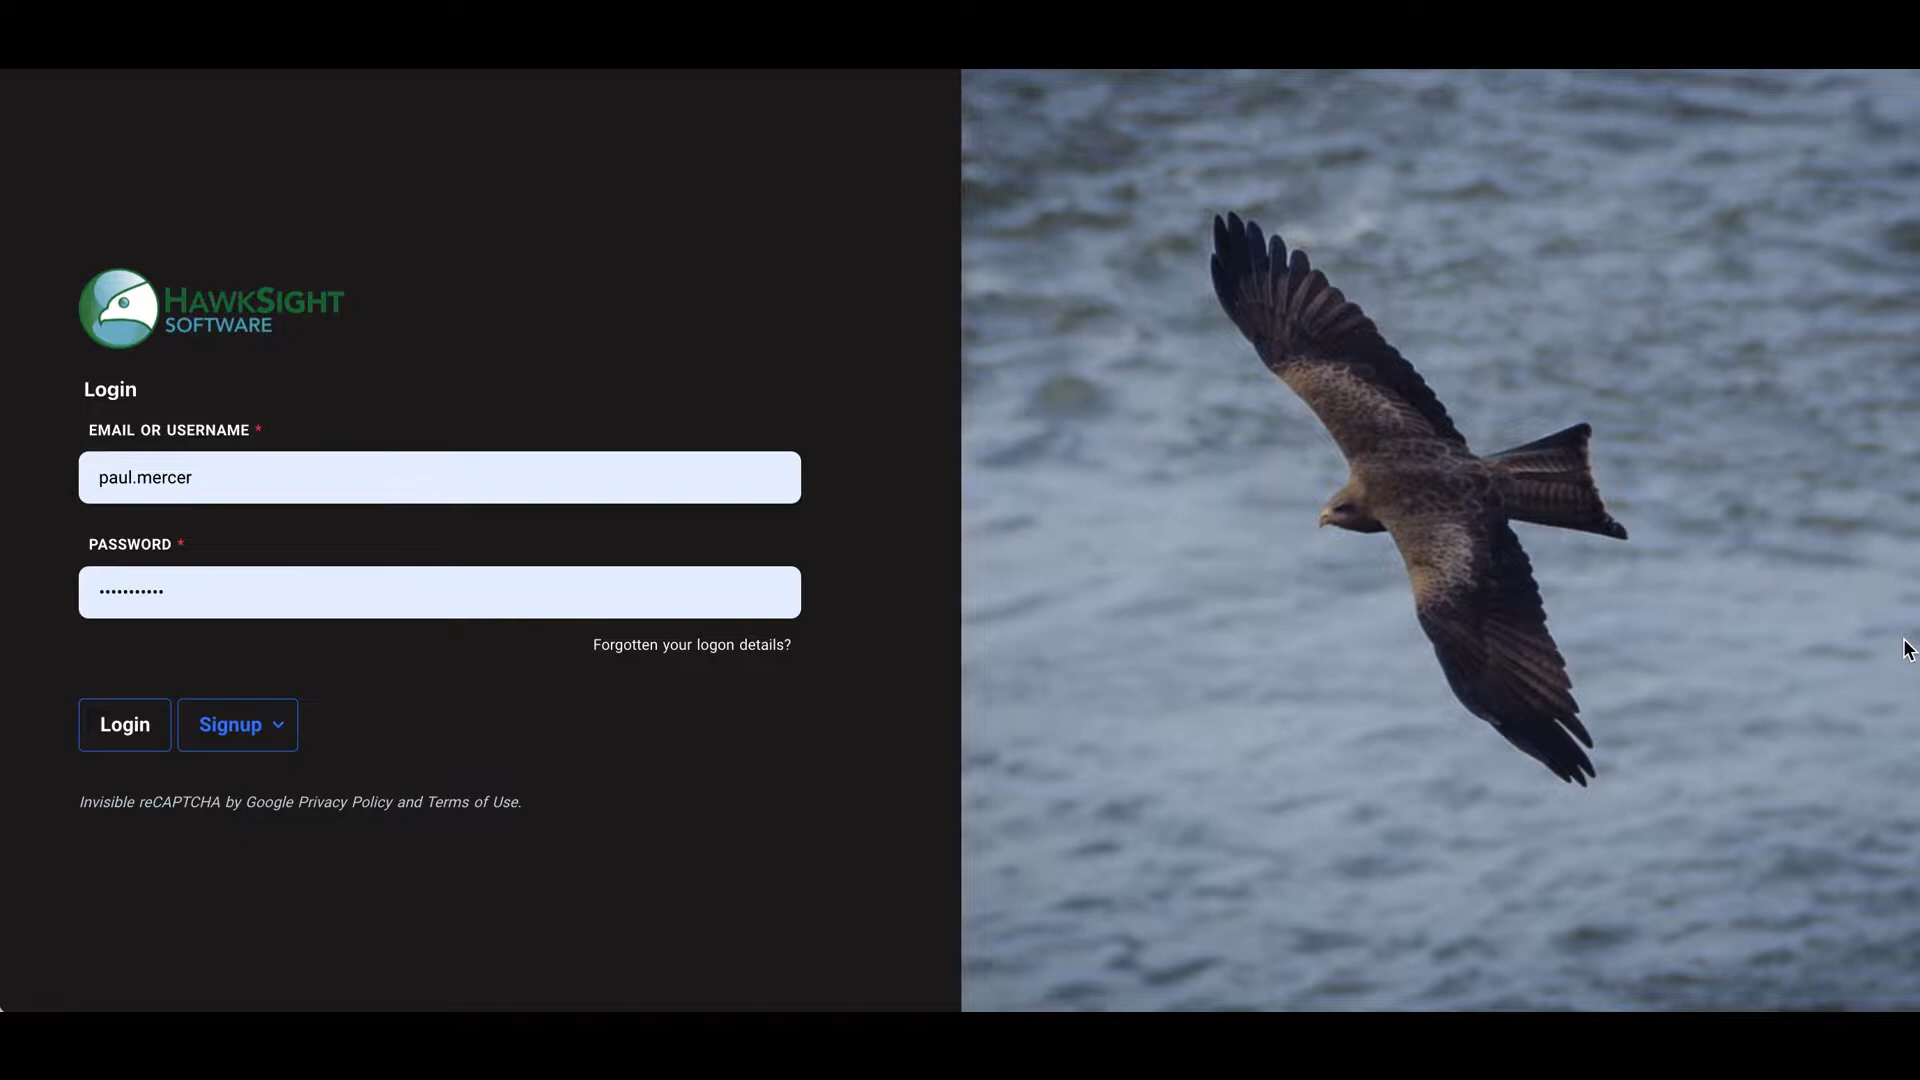 HAWKSIGHT
SOFTWARE
Login
EMAIL OR USERNAME *
paul.mercer
PASSWORD *
•••••••••••
Forgotten your logon details?
Login
Signup
Invisible reCAPTCHA by Google Privacy Policy and Terms of Use.